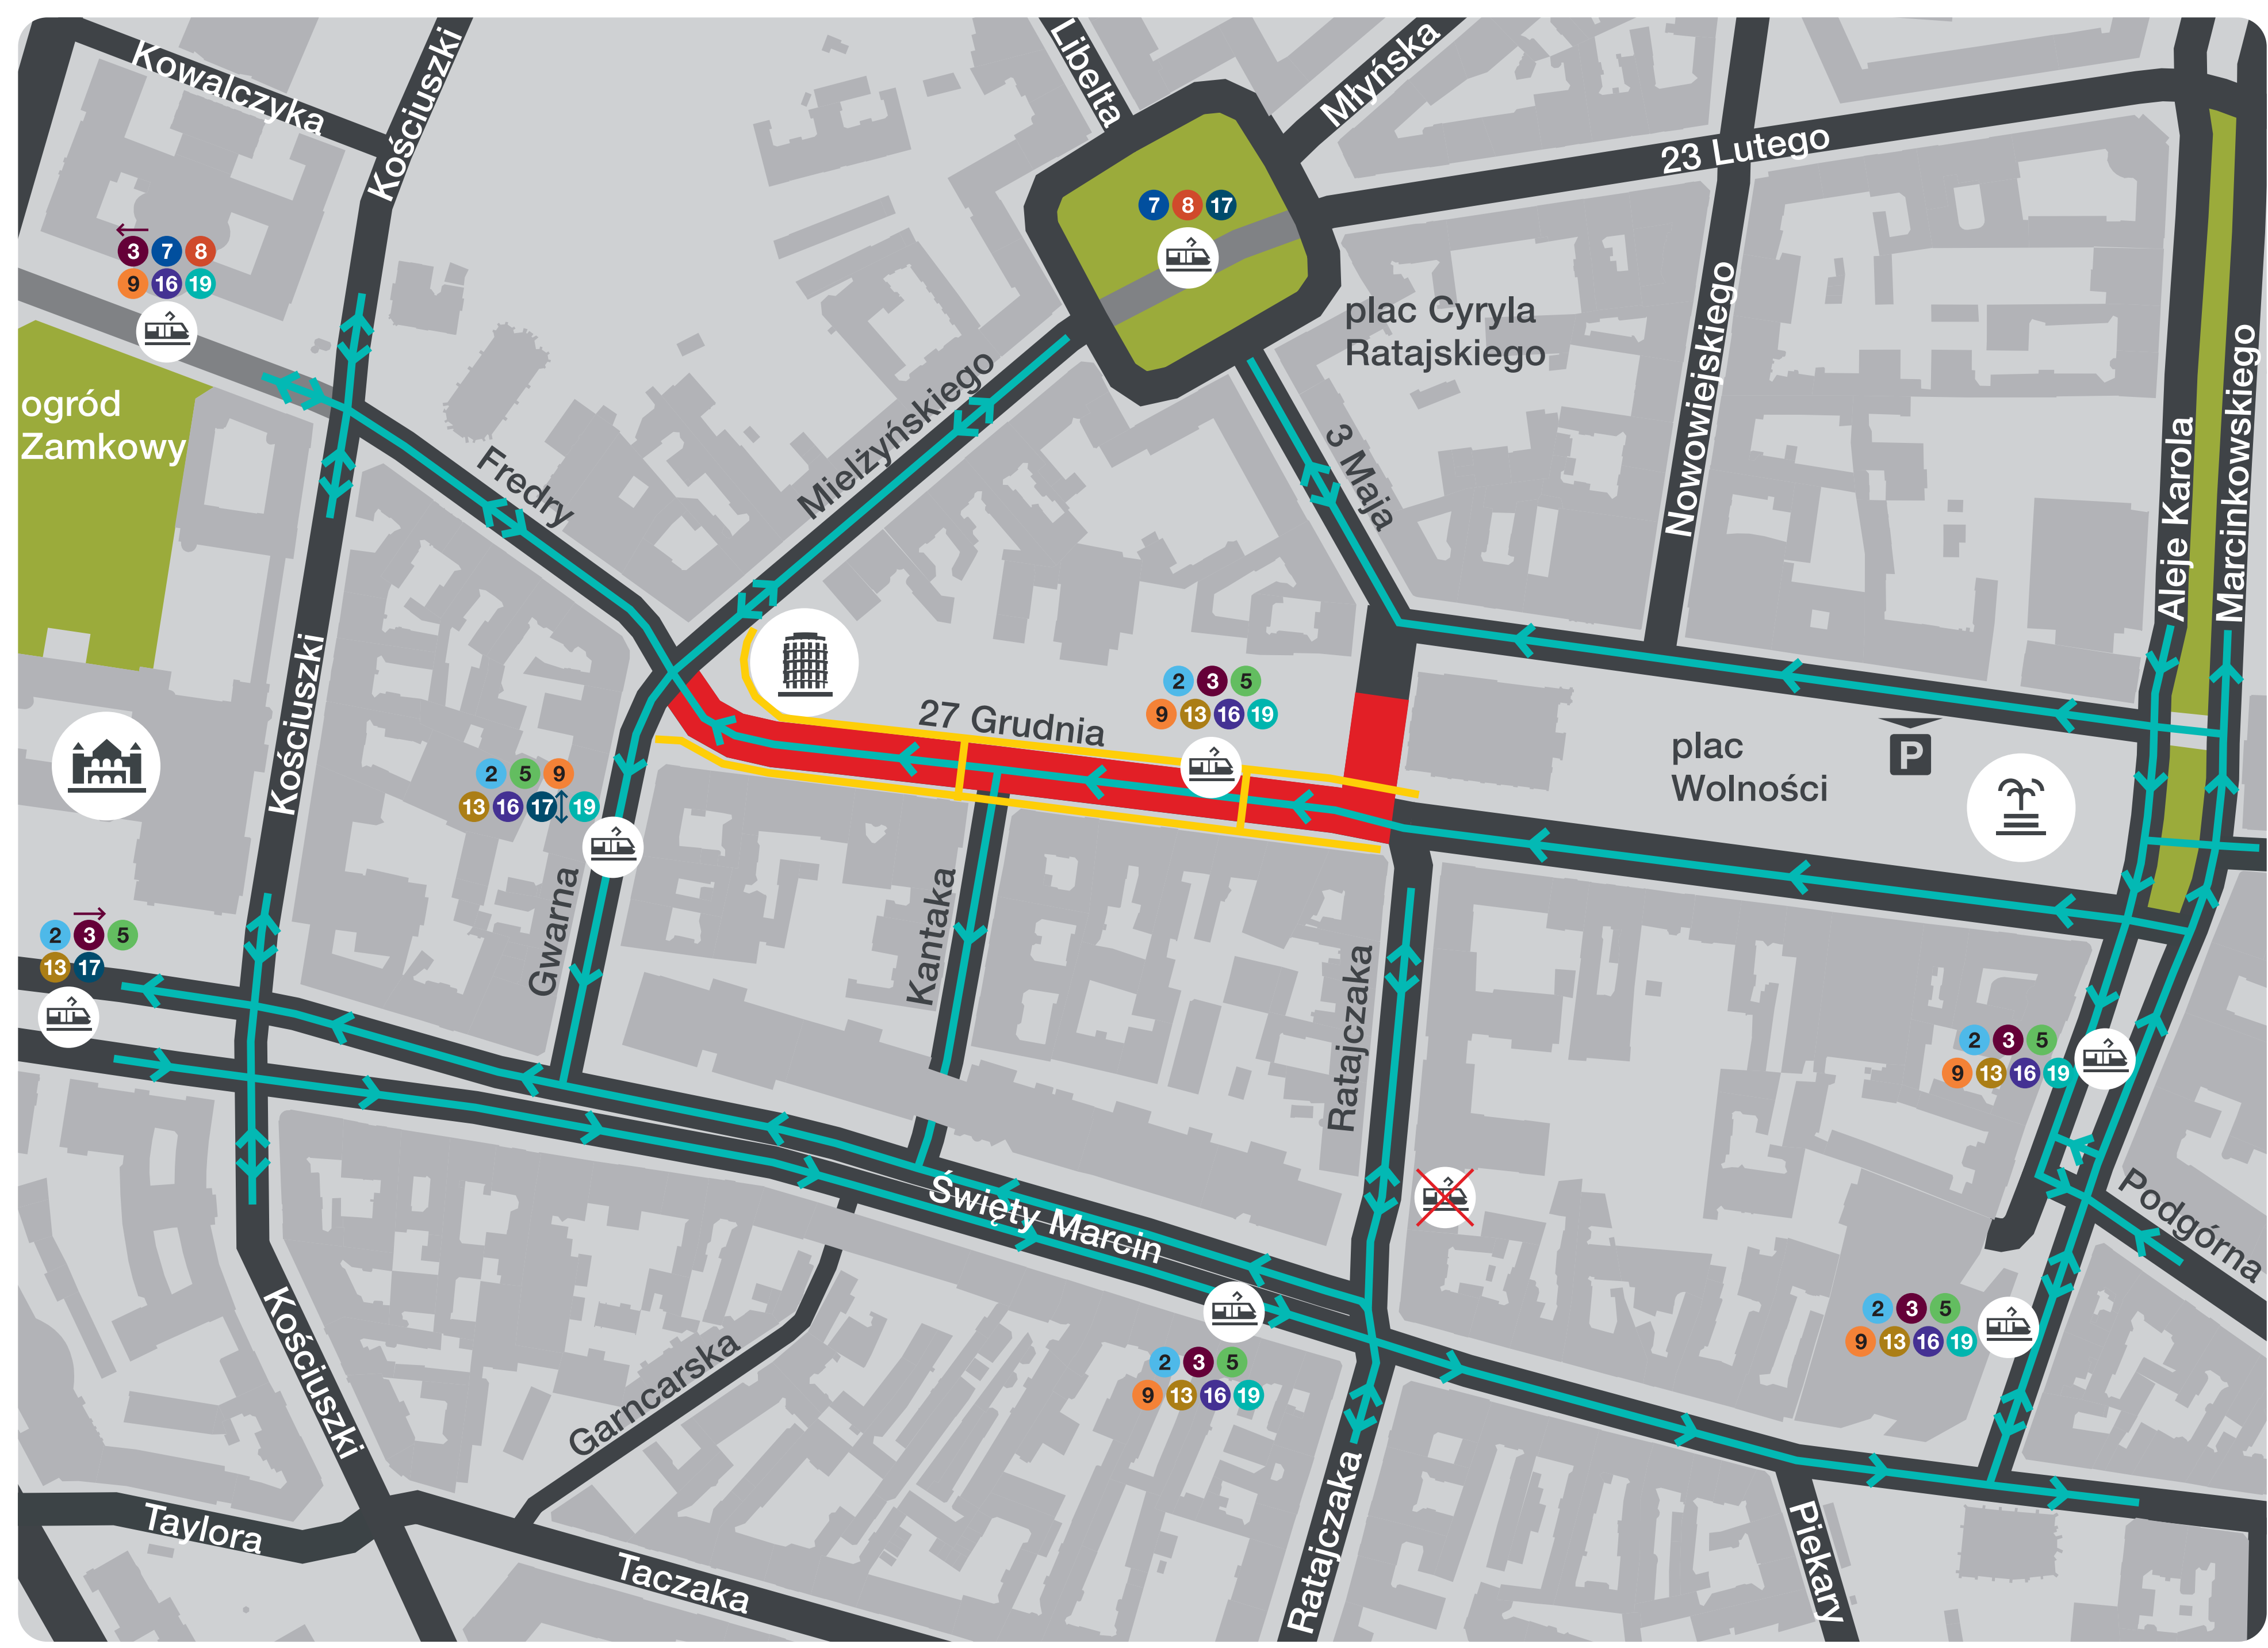 Kowalczyka
Kościuszki
Libelta
Młyńska
23 Lutego
7 8 17
3 7 8
9 16 19
plac Cyryla
Ratajskiego
ogród
Zamkowy
Fredry
Mielżyńskiego
3 Maja
Nowowiejskiego
Aleje Karola
Marcinkowskiego
Kościuszki
2 3 5
9 13 16 19
27 Grudnia
plac
Wolności
P
2 5 9
13 16 17 19
Gwarna
Kantaka
Ratajczaka
2 3 5
13 17
2 3 5
9 13 16 19
Święty Marcin
Podgórna
2 3 5
9 13 16 19
2 3 5
9 13 16 19
Kościuszki
Garncarska
Ratajczaka
Piekary
Taylora
Taczaka